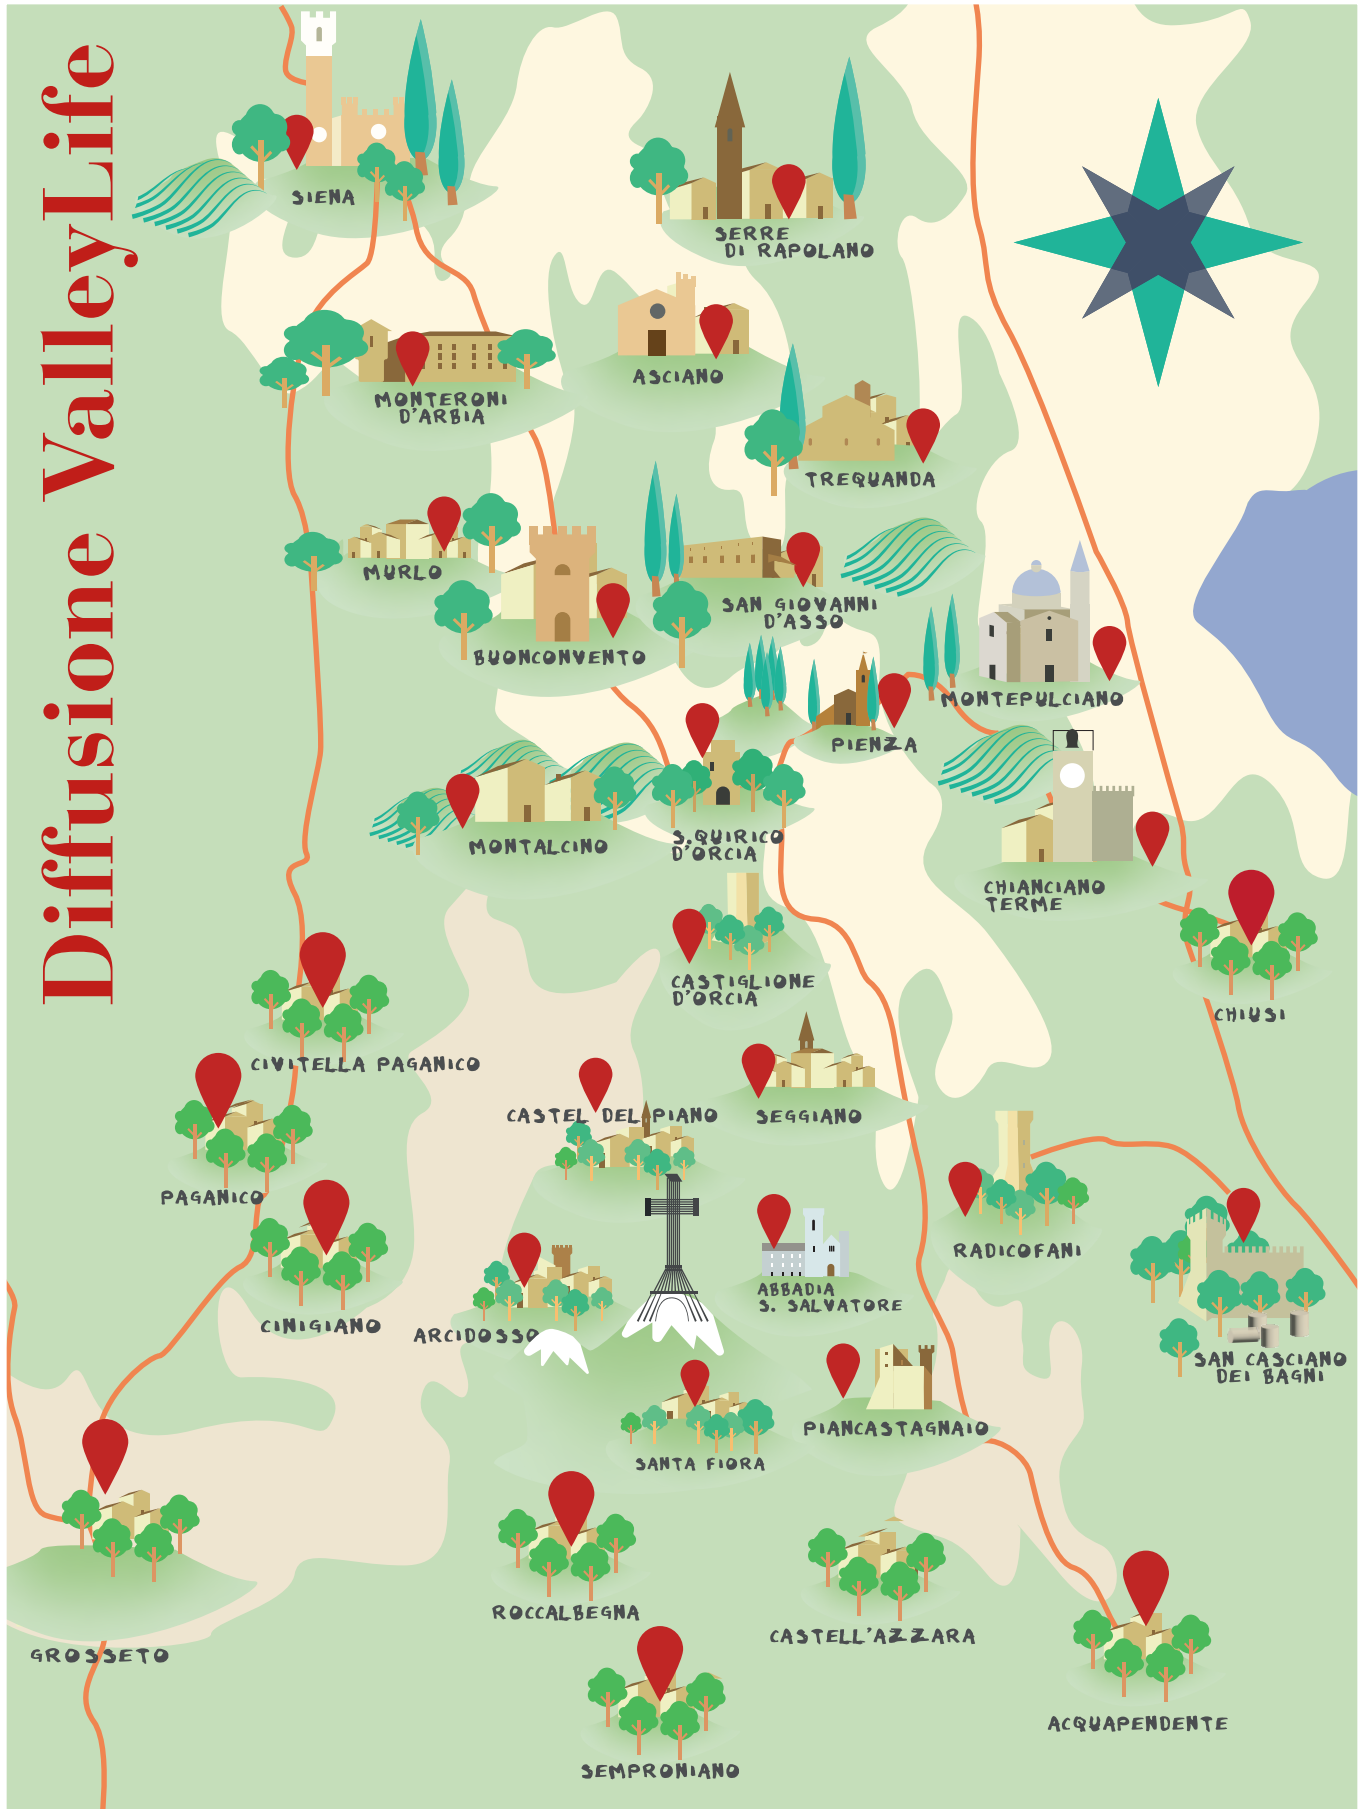 Diffusione ValleyLife
SIENA
SERRE
DI RAPOLANO
ASCIANO
MONTERONI
D'ARBIA
TREQUANDA
MURLO
SAN GIOVANNI
D'ASSO
BUONCONVENTO
MONTEPULCIANO
PIENZA
S.QUIRICO
D'ORCIA
MONTALCINO
CHIANCIANO
TERME
CASTIGLIONE
D'ORCIA
CHIUSI
CIVITELLA PAGANICO
CASTEL DEL PIANO
SEGGIANO
PAGANICO
RADICOFANI
ABBADIA
S. SALVATORE
CINIGIANO
ARCIDOSSO
SAN CASCIANO
DEI BAGNI
PIANCASTAGNAIO
SANTA FIORA
ROCCALBEGNA
CASTELL'AZZARA
GROSSETO
ACQUAPENDENTE
SEMPRONIANO